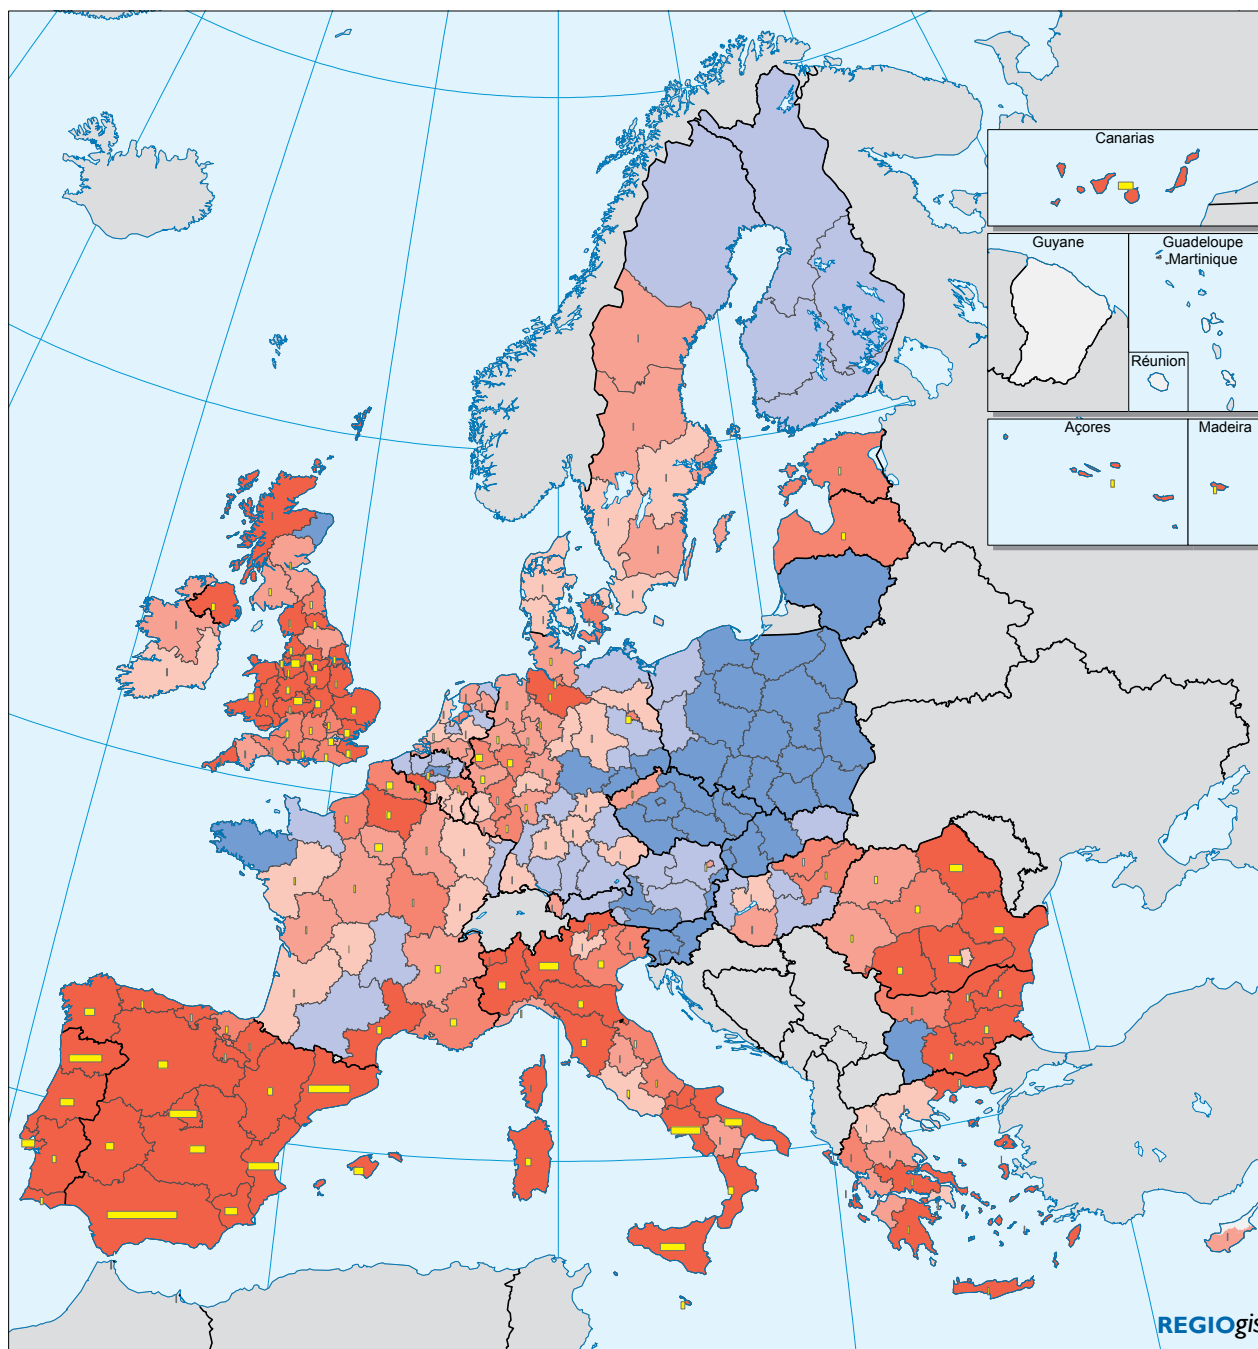 Canarias
Guyane
Guadeloupe
Martinique
Réunion
Açores
Madeira
REGIOgis